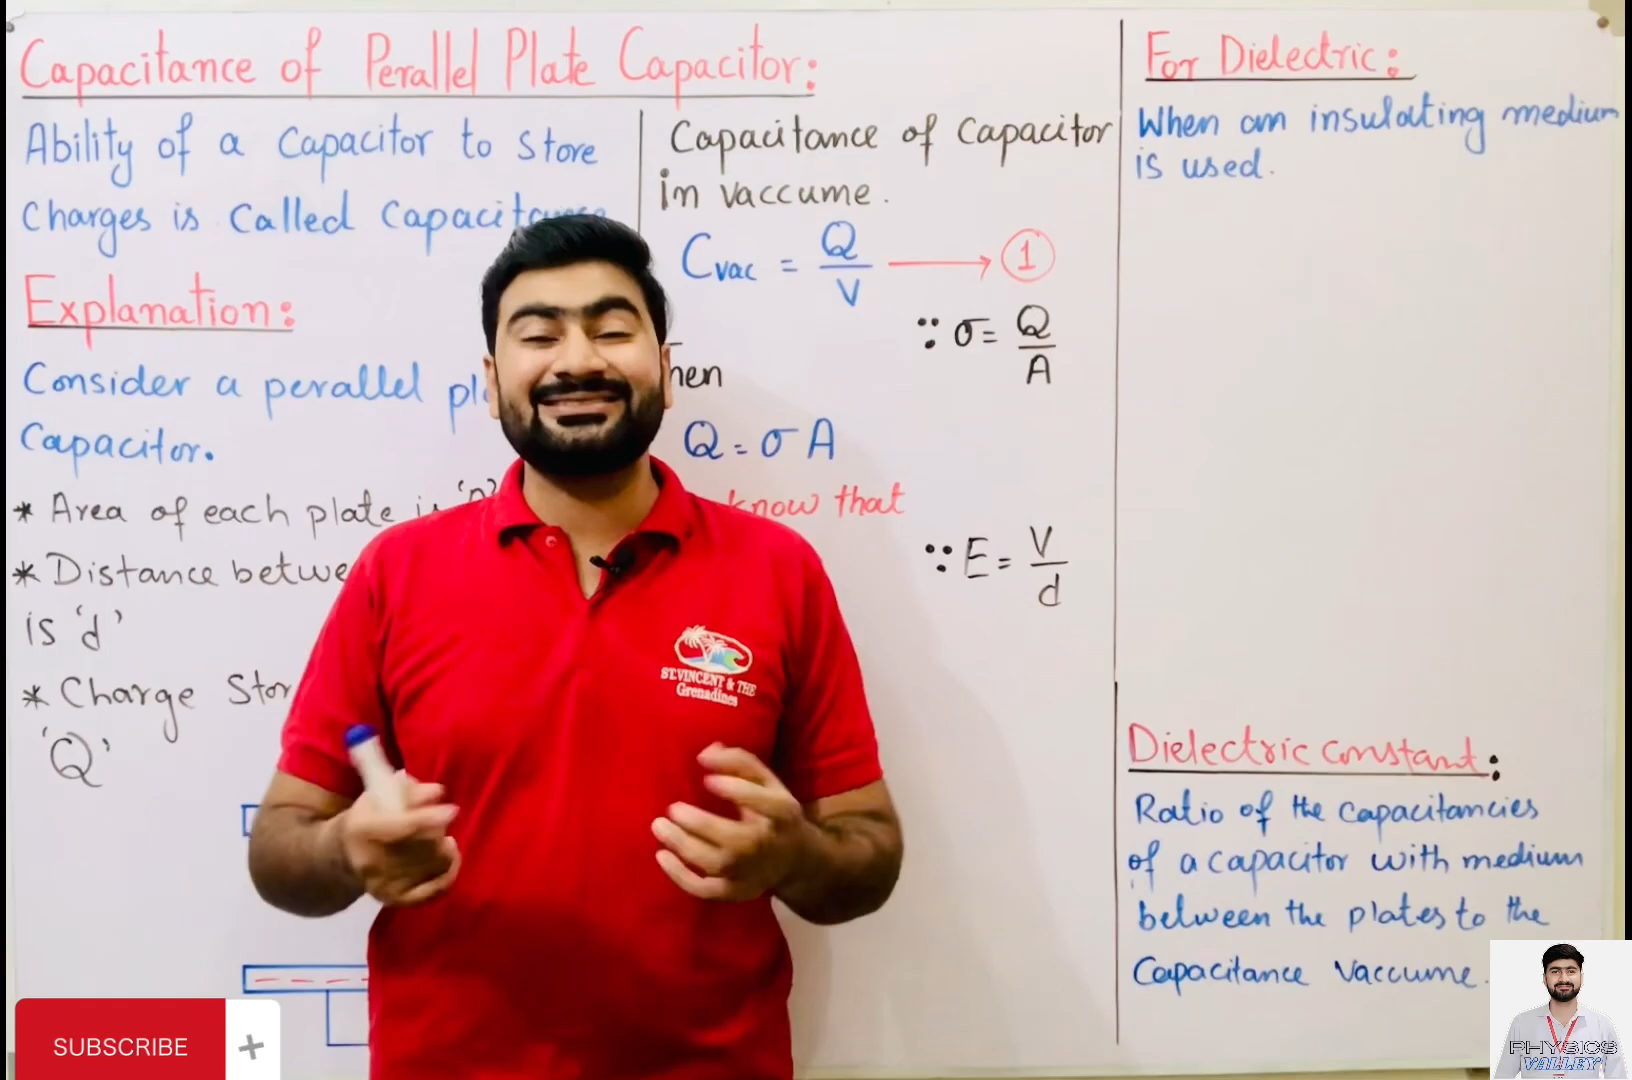 Capacitance of Perallel Plate Capacitor:
Ability of a Capacitor to store
Charges is Called Capacitance
Explanation:
Consider a perallel
Capacitor.
* Area of each plate is
* Distance
is 'd'
* Charge
'Q'
Capacitance of Capacitor
in Vaccume.
Cvac = Q/V → 1
∵ σ = Q/A
Q = σ A
know that
∵ E = V/d
For Dielectric:
When an insulating medium
is used.
Dielectric constant:
Ratio of the capacitancies
of a capacitor with medium
between the plates to the
Capacitance Vaccume.
ST.VINCENT & THE
Grenadines
SUBSCRIBE +
PHYSICS
VALLEY